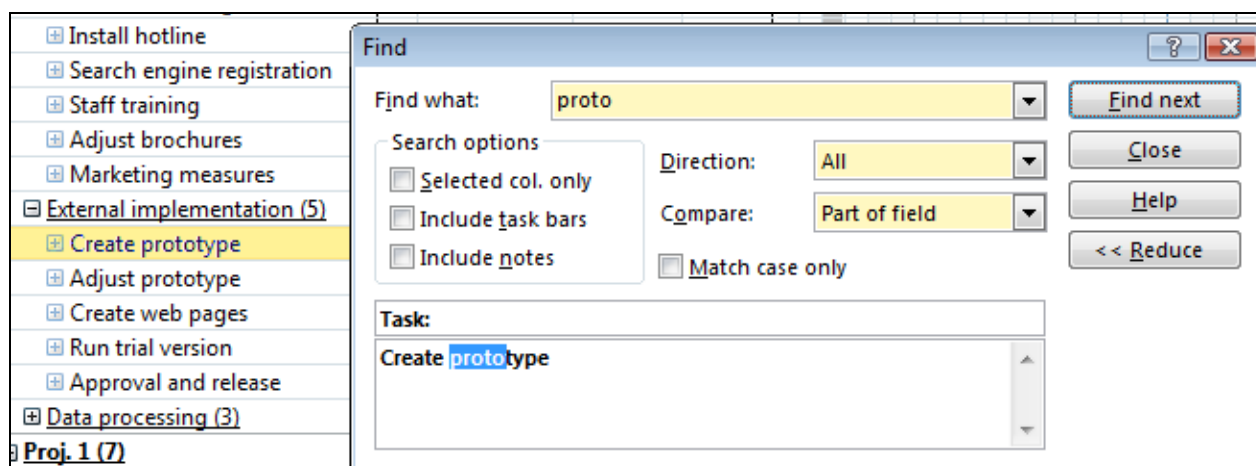 Install hotline
Search engine registration
Staff training
Adjust brochures
Marketing measures
External implementation (5)
Create prototype
Adjust prototype
Create web pages
Run trial version
Approval and release
Data processing (3)
Proj. 1 (7)
Find
Find what: proto
Find next
Search options
Selected col. only
Include task bars
Include notes
Direction: All
Compare: Part of field
Match case only
Close
Help
<< Reduce
Task:
Create prototype